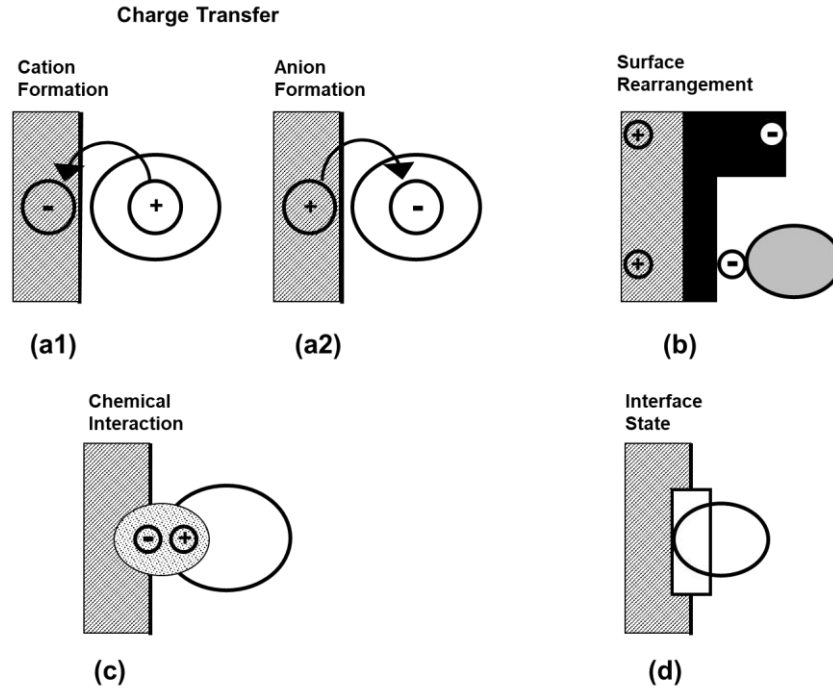 Charge Transfer
Cation
Formation
Anion
Formation
Surface
Rearrangement
-
+
+
-
+
-
+
-
(a1)
(a2)
(b)
Chemical
Interaction
Interface
State
-
+
(c)
(d)